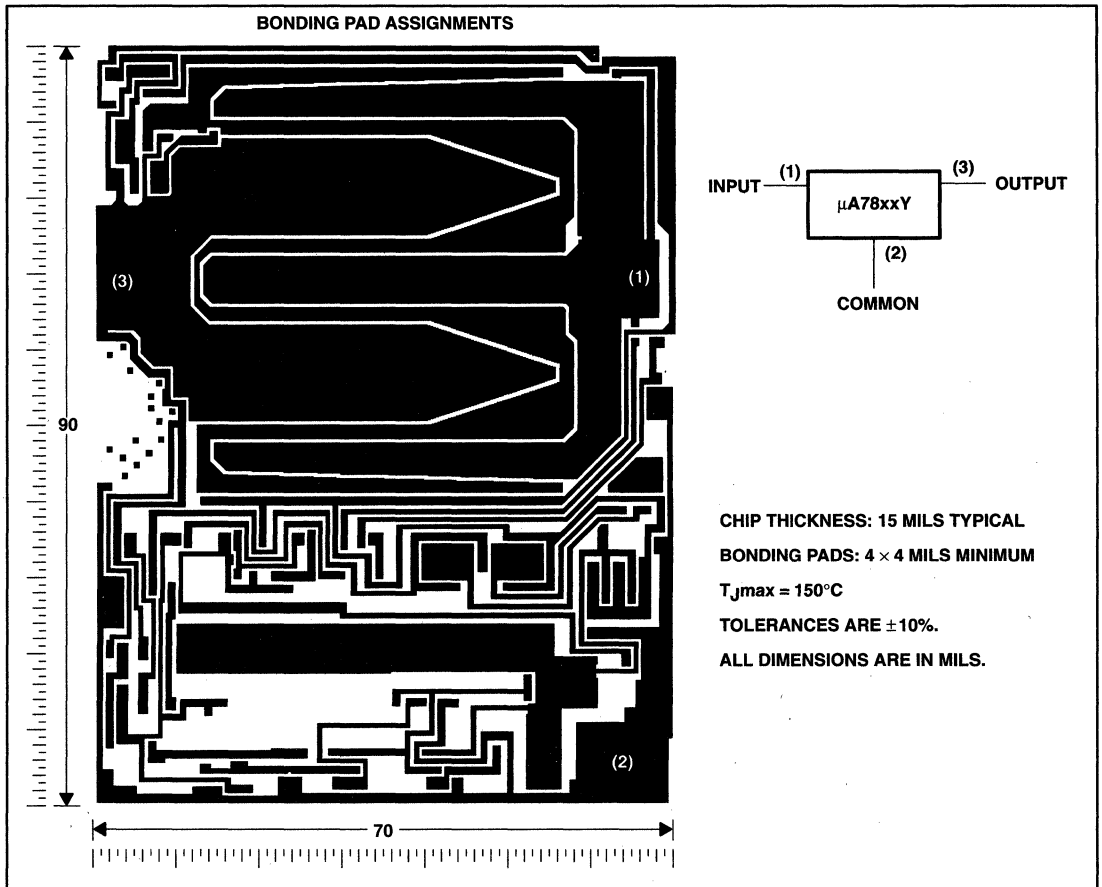 BONDING PAD ASSIGNMENTS
(3)
(1)
(2)
90
70
INPUT
(1)
μA78xxY
(3)
OUTPUT
(2)
COMMON
CHIP THICKNESS: 15 MILS TYPICAL
BONDING PADS: 4 × 4 MILS MINIMUM
TJmax = 150°C
TOLERANCES ARE ±10%.
ALL DIMENSIONS ARE IN MILS.